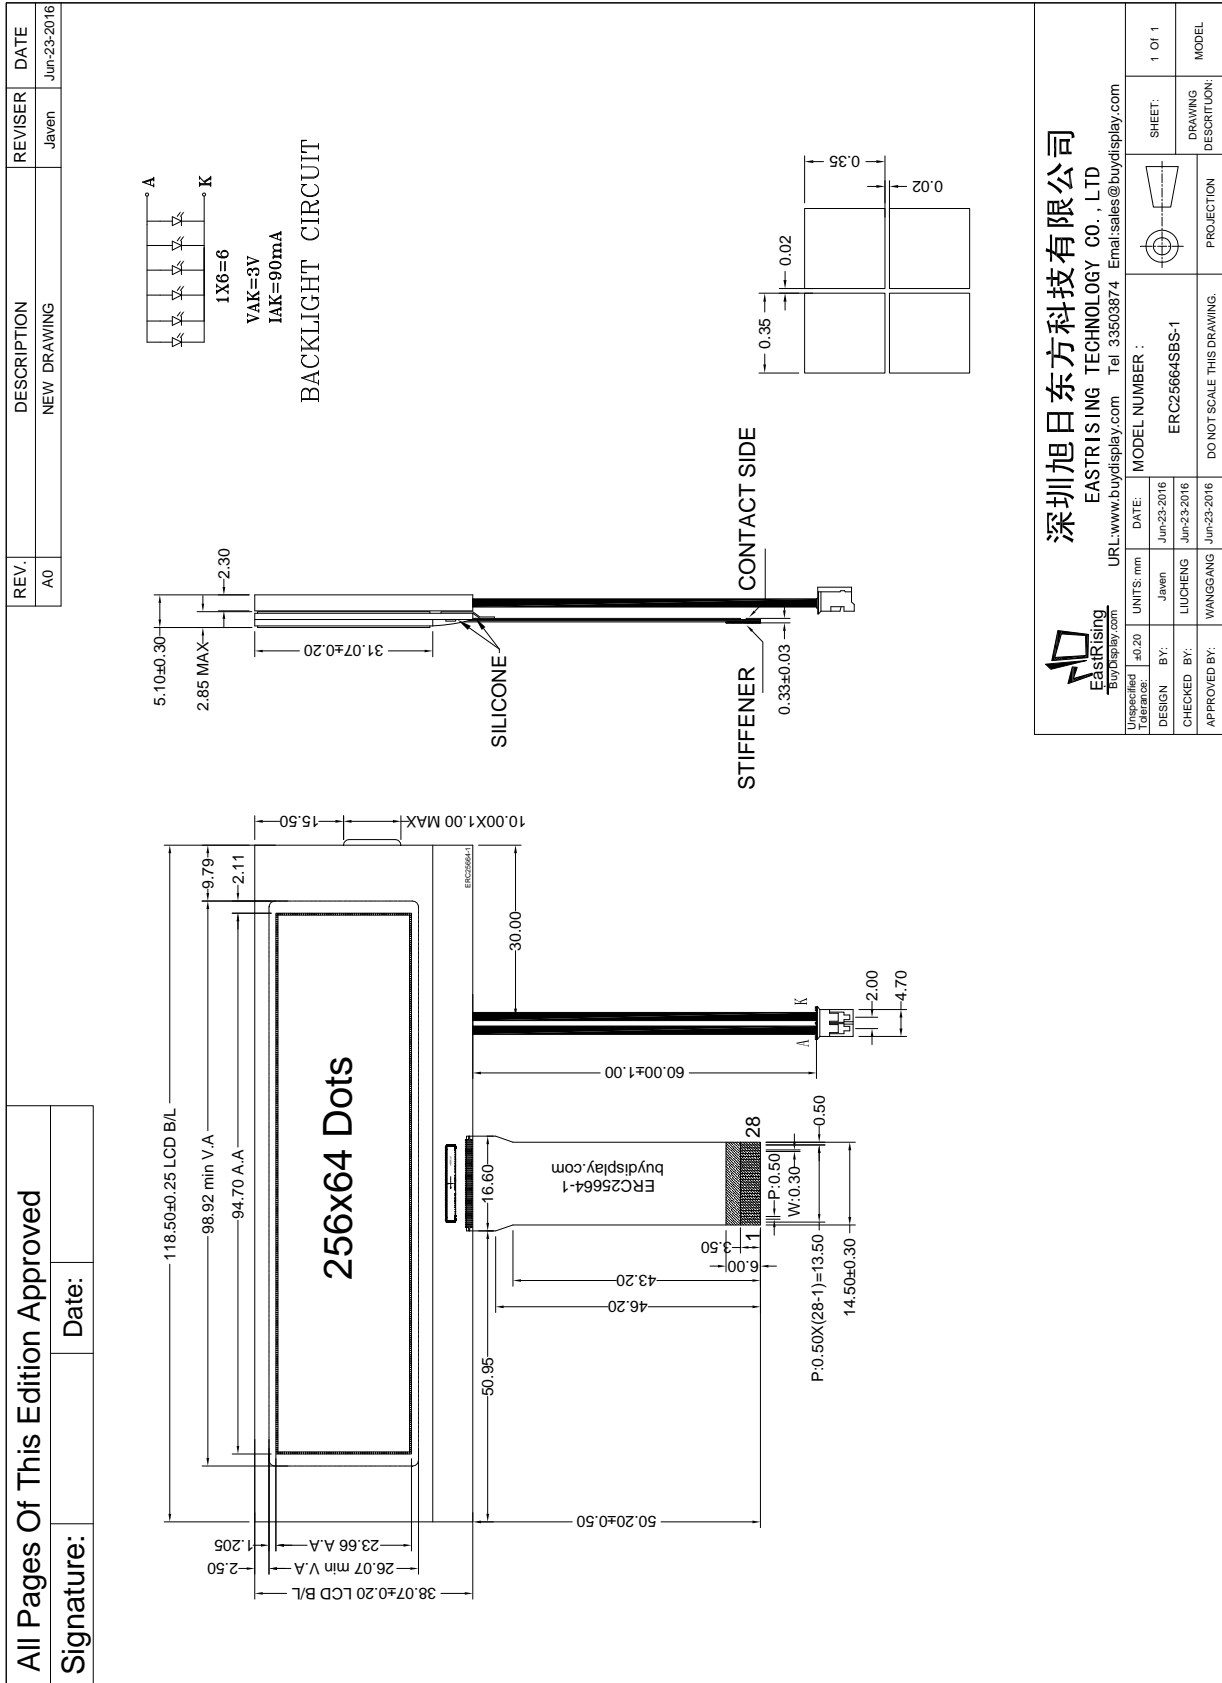 All Pages Of This Edition Approved
Signature:
Date:
REV.
DESCRIPTION
REVISER
DATE
A0
NEW DRAWING
Javen
Jun-23-2016
118.50±0.25 LCD B/L
98.92 min V.A
9.79
94.70 A.A
2.11
38.07±0.20 LCD B/L
2.50
26.07 min V.A
1.205
23.66 A.A
15.50
10.00X1.00 MAX
256x64 Dots
ERC25664-1
50.95
16.60
30.00
50.20±0.50
46.20
43.20
6.00
3.50
ERC25664-1
buydisplay.com
60.00±1.00
A
K
1
28
P:0.50
W:0.30
0.50
P:0.50X(28-1)=13.50
14.50±0.30
2.00
4.70
5.10±0.30
2.85 MAX
2.30
31.07±0.20
SILICONE
STIFFENER
CONTACT SIDE
0.33±0.03
A
K
1X6=6
VAK=3V
IAK=90mA
BACKLIGHT CIRCUIT
0.35
0.02
0.35
0.02
EastRising
BuyDisplay.com
深圳旭日东方科技有限公司
EASTRISING TECHNOLOGY CO.,LTD
URL:www.buydisplay.com Tel 33503874 Emal:sales@buydisplay.com
Unspecified
Tolerance:
±0.20
UNITS: mm
DATE:
MODEL NUMBER :
ERC25664SBS-1
SHEET:
1 Of 1
DESIGN BY:
Javen
Jun-23-2016
CHECKED BY:
LIUCHENG
Jun-23-2016
APPROVED BY:
WANGGANG
Jun-23-2016
DO NOT SCALE THIS DRAWING.
PROJECTION
DRAWING
DESCRITUON:
MODEL